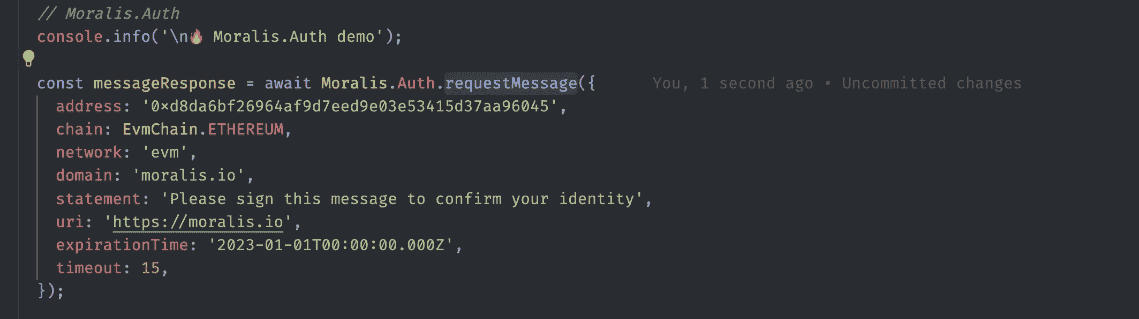 // Moralis.Auth
console.info('\n🔥 Moralis.Auth demo');
const messageResponse = await Moralis.Auth.requestMessage({ You, 1 second ago • Uncommitted changes
address: '0×d8da6bf26964af9d7eed9e03e53415d37aa96045',
chain: EvmChain.ETHEREUM,
network: 'evm',
domain: 'moralis.io',
statement: 'Please sign this message to confirm your identity',
uri: 'https://moralis.io',
expirationTime: '2023-01-01T00:00:00.000Z',
timeout: 15,
});